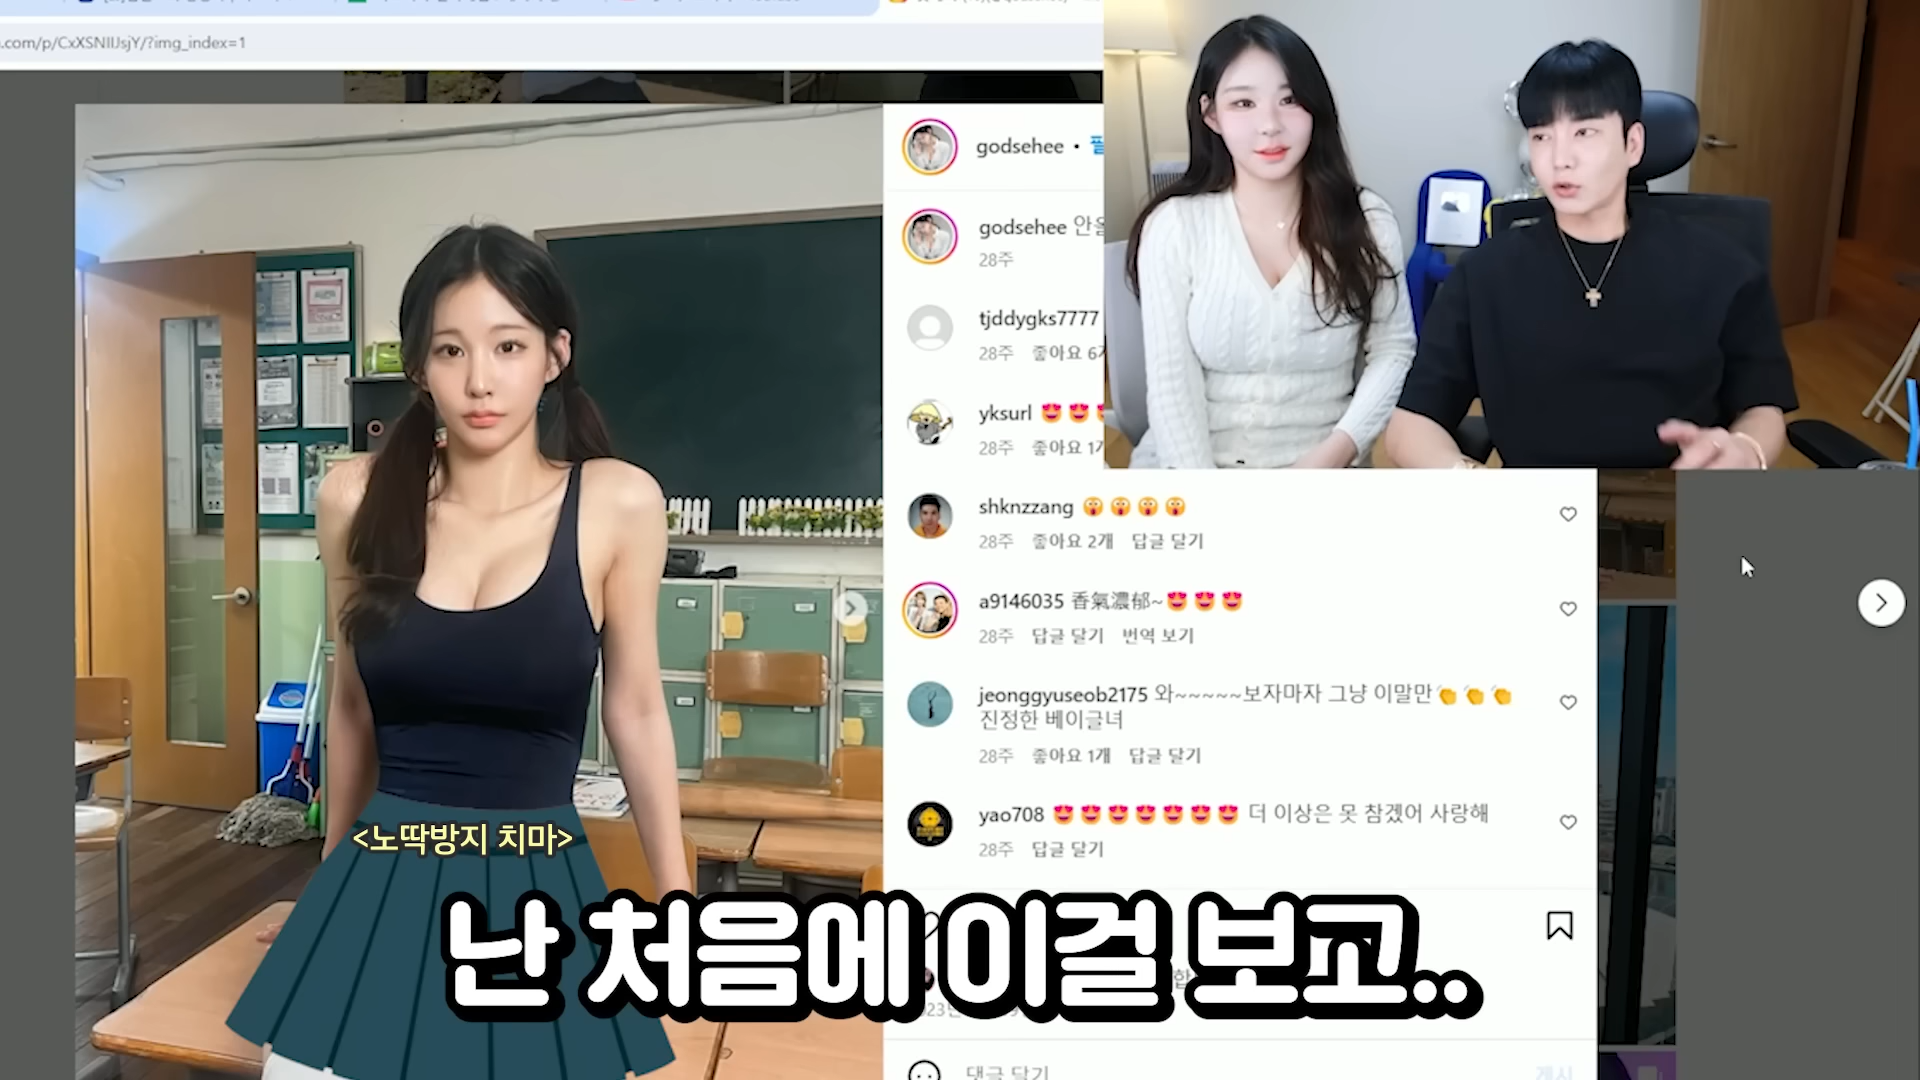 .com/p/CxXSNIIJsjY/?img_index=1
godsehee •
godsehee
28주
tjddygks7777
28주 좋아요
yksurl 😍😍
28주 좋아요
shknzzang 😱😱😱😱
28주 좋아요 2개 답글 달기
a9146035 香氣濃郁~😍😍😍
28주 답글 달기 번역 보기
jeonggyuseob2175 와~~~~~보자마자 그냥 이말만👏👏👏
진정한 베이글녀
28주 좋아요 1개 답글 달기
yao708 😍😍😍😍😍😍😍 더 이상은 못 참겠어 사랑해
28주 답글 달기
<노딱방지 치마>
난 처음에 이걸 보고..
댓글 달기
게시